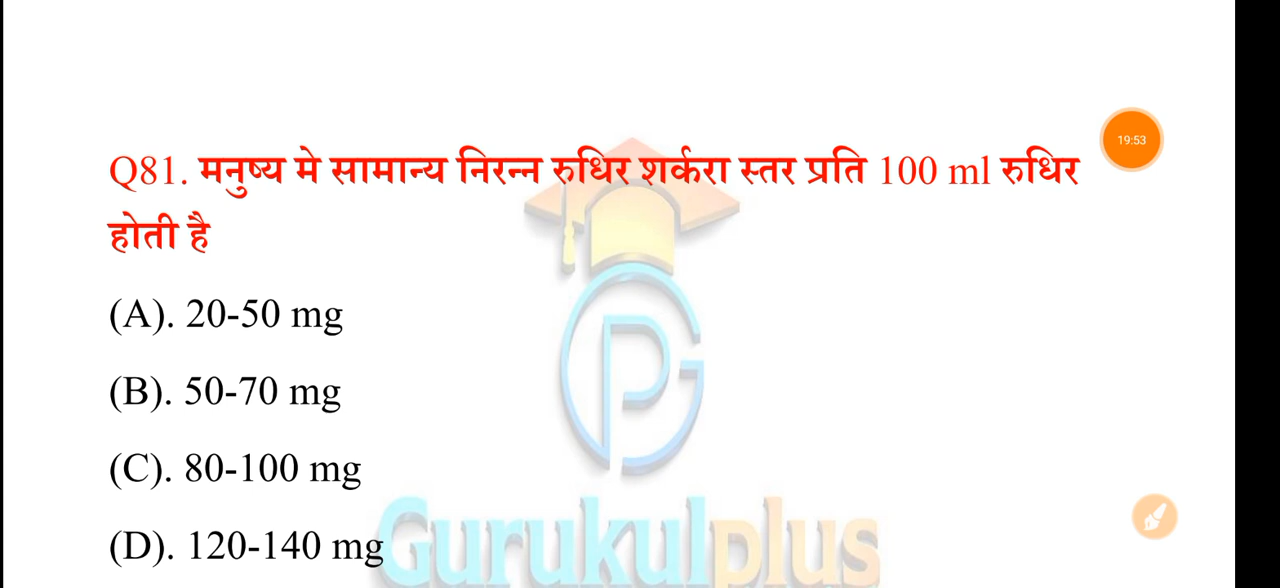 19:53
Q81. मनुष्य मे सामान्य निरन्न रुधिर शर्करा स्तर प्रति 100 ml रुधिर
होती है
(A). 20-50 mg
(B). 50-70 mg
(C). 80-100 mg
(D). 120-140 mg
Gurukulplus